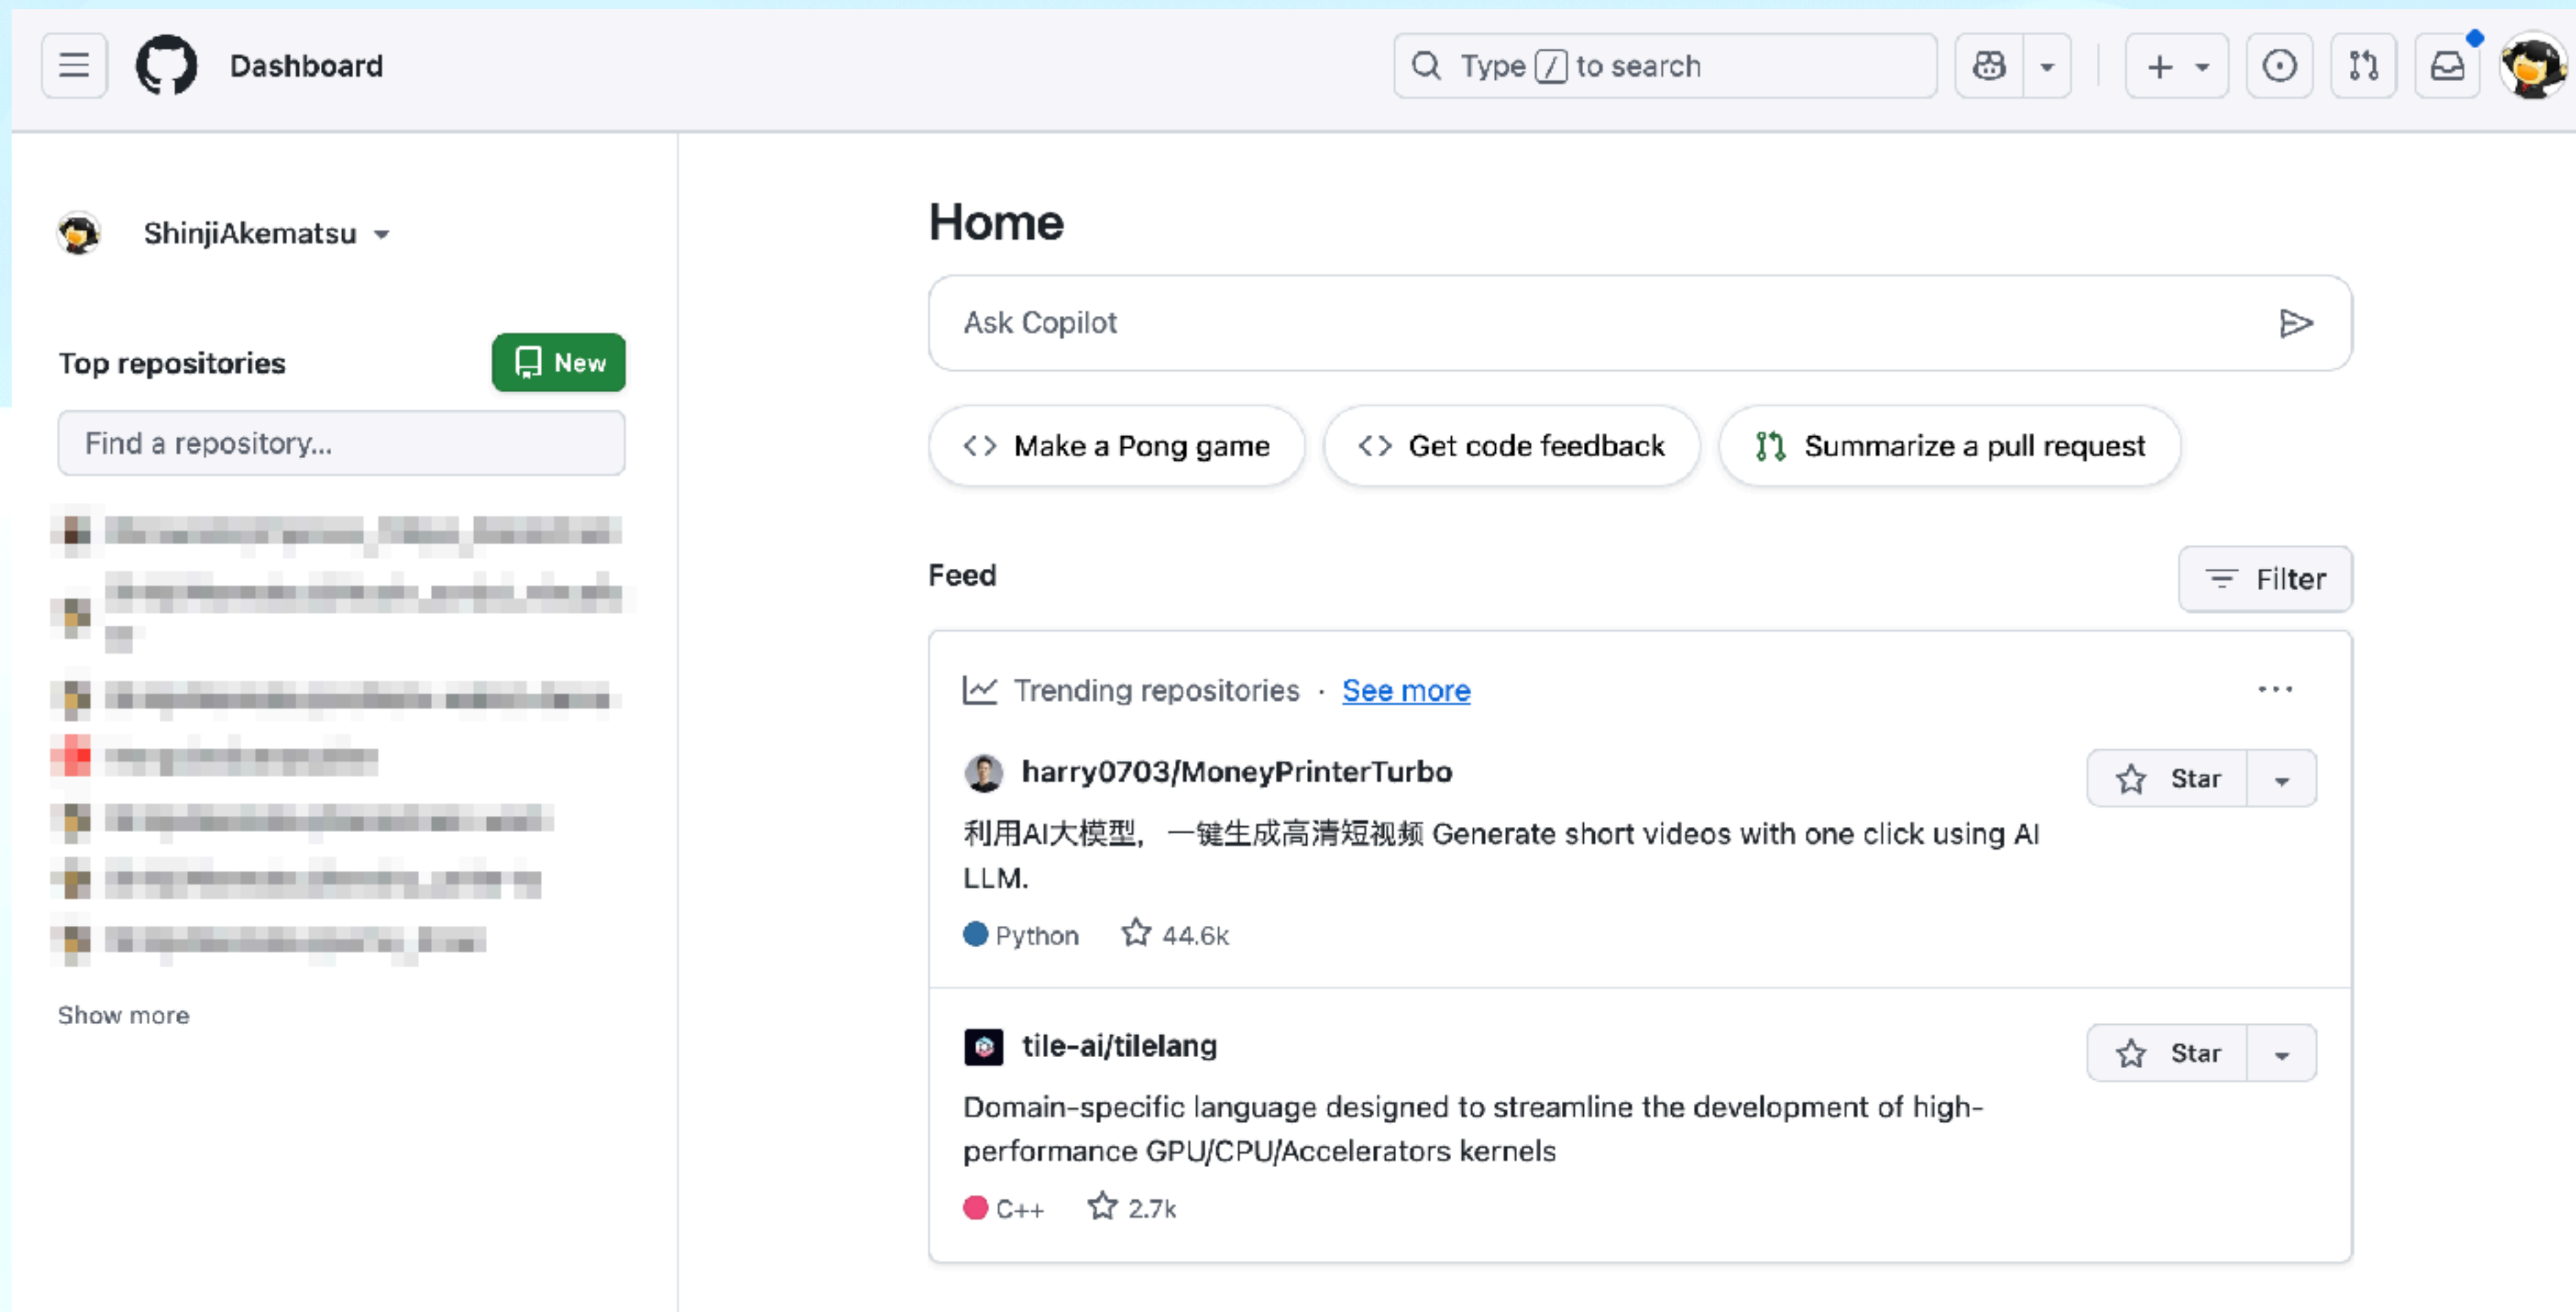 Dashboard
Type / to search
ShinjiAkematsu
Top repositories
New
Find a repository...
Show more
Home
Ask Copilot
Make a Pong game
Get code feedback
Summarize a pull request
Feed
Filter
Trending repositories · See more
harry0703/MoneyPrinterTurbo
Star
利用AI大模型，一键生成高清短视频 Generate short videos with one click using AI
LLM.
Python 44.6k
tile-ai/tilelang
Star
Domain-specific language designed to streamline the development of high-
performance GPU/CPU/Accelerators kernels
C++ 2.7k